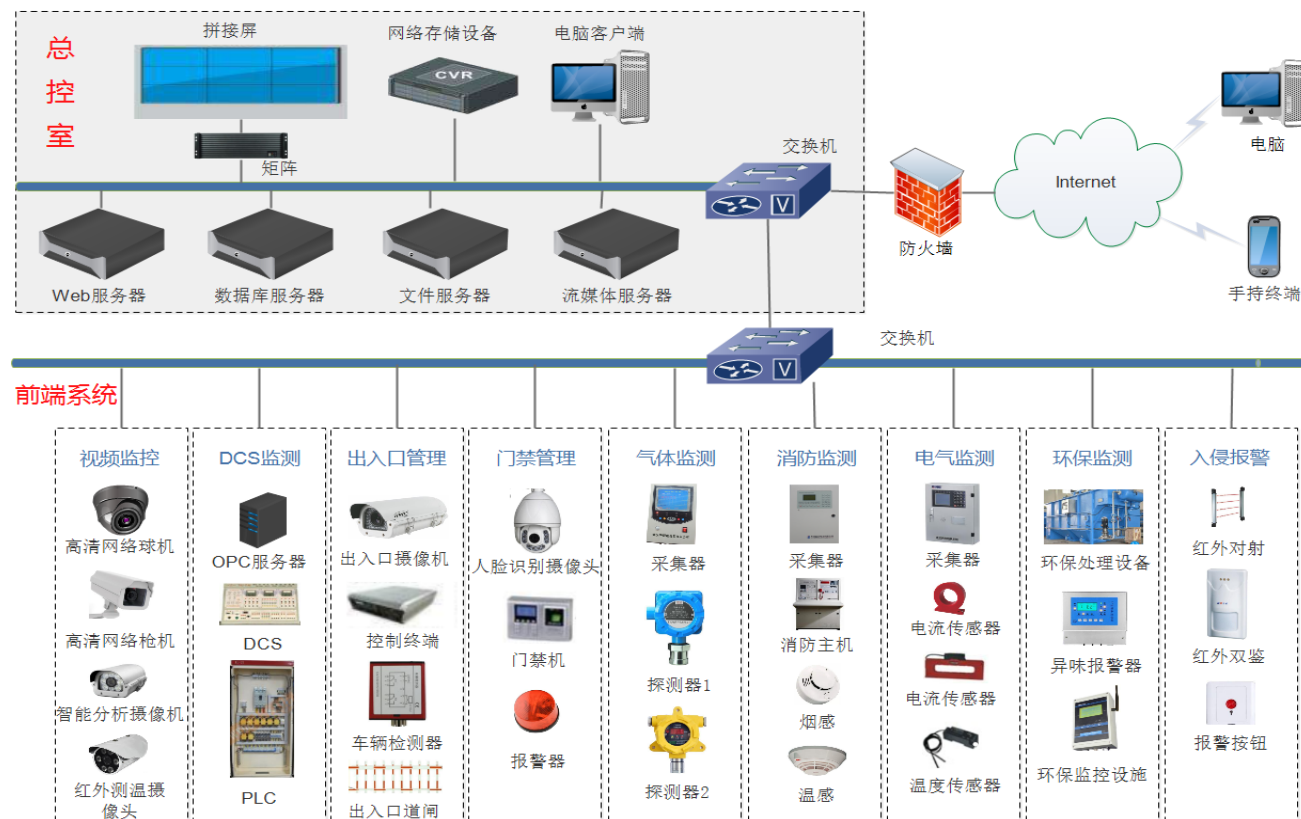 总
控
室
拼接屏
网络存储设备
电脑客户端
CVR
矩阵
交换机
V
Web服务器
数据库服务器
文件服务器
流媒体服务器
防火墙
Internet
电脑
手持终端
交换机
V
前端系统
视频监控
高清网络球机
高清网络枪机
智能分析摄像机
红外测温摄
像头
DCS监测
OPC服务器
DCS
PLC
出入口管理
出入口摄像机
控制终端
车辆检测器
出入口道闸
门禁管理
人脸识别摄像头
门禁机
报警器
气体监测
采集器
探测器1
探测器2
消防监测
采集器
消防主机
烟感
温感
电气监测
采集器
电流传感器
电流传感器
温度传感器
环保监测
环保处理设备
异味报警器
环保监控设施
入侵报警
红外对射
红外双鉴
报警按钮